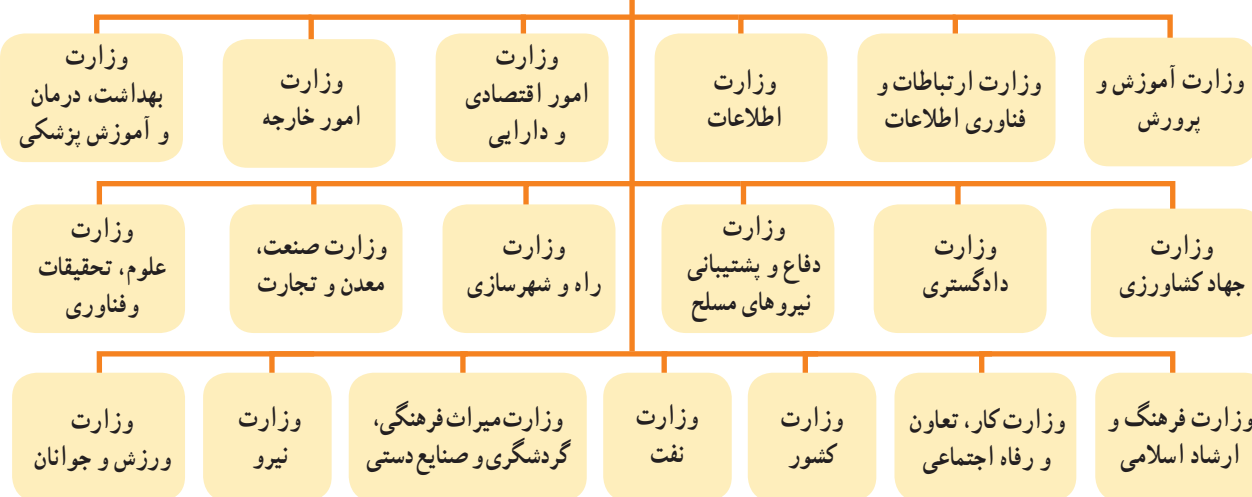 وزارت آموزش و
پرورش
وزارت ارتباطات و
فناوری اطلاعات
وزارت
اطلاعات
وزارت
امور اقتصادی
و دارایی
وزارت
امور خارجه
وزارت
بهداشت، درمان
و آموزش پزشکی
وزارت
جهاد کشاورزی
وزارت
دادگستری
وزارت
دفاع و پشتیبانی
نیروهای مسلح
وزارت
راه و شهرسازی
وزارت صنعت،
معدن و تجارت
وزارت
علوم، تحقیقات
وفناوری
وزارت فرهنگ و
ارشاد اسلامی
وزارت کار، تعاون
و رفاه اجتماعی
وزارت
کشور
وزارت
نفت
وزارت میراث فرهنگی،
گردشگری و صنایع دستی
وزارت
نیرو
وزارت
ورزش و جوانان